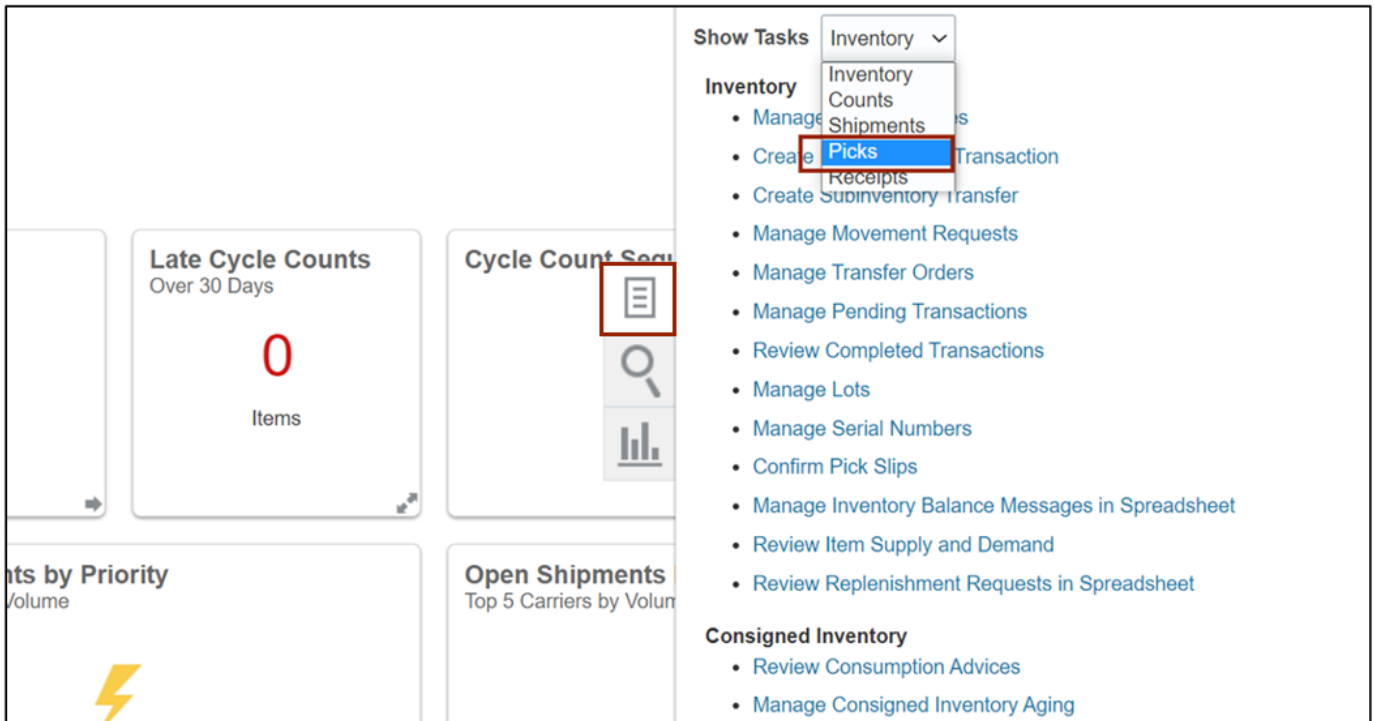 Show Tasks Inventory
Inventory
Counts
Shipments
Picks
Receipts
Inventory
Manage
Create Transaction
Create Subinventory Transfer
Manage Movement Requests
Manage Transfer Orders
Manage Pending Transactions
Review Completed Transactions
Manage Lots
Manage Serial Numbers
Confirm Pick Slips
Manage Inventory Balance Messages in Spreadsheet
Review Item Supply and Demand
Review Replenishment Requests in Spreadsheet
Consigned Inventory
Review Consumption Advices
Manage Consigned Inventory Aging
Late Cycle Counts
Over 30 Days
0
Items
Cycle Count
by Priority
Volume
Open Shipments
Top 5 Carriers by